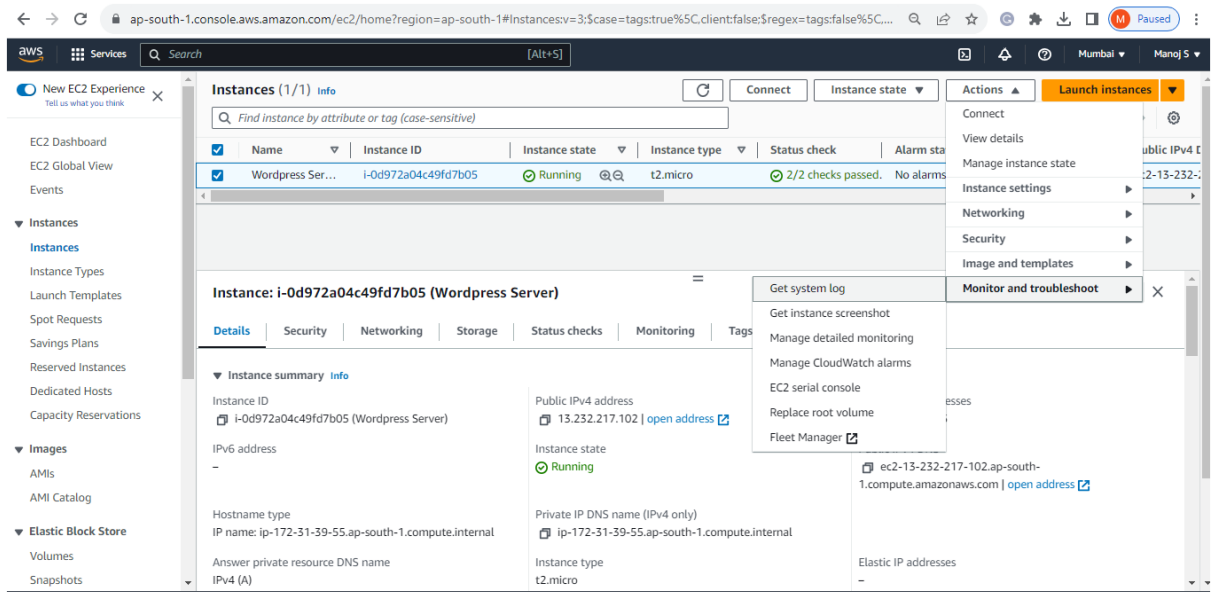 ap-south-1.console.aws.amazon.com/ec2/home?region=ap-south-1#Instances:v=3;$case=tags:true%5C,client:false;$regex=tags:false%5C,...
M Paused
aws Services Search [Alt+S] Mumbai Manoj S
New EC2 Experience
Tell us what you think
EC2 Dashboard
EC2 Global View
Events
Instances
Instances
Instance Types
Launch Templates
Spot Requests
Savings Plans
Reserved Instances
Dedicated Hosts
Capacity Reservations
Images
AMIs
AMI Catalog
Elastic Block Store
Volumes
Snapshots
Instances (1/1) Info
Connect Instance state Actions Launch instances
Find instance by attribute or tag (case-sensitive)
Name Instance ID Instance state Instance type Status check Alarm sta ublic IPv4 D
Wordpress Ser... i-0d972a04c49fd7b05 Running t2.micro 2/2 checks passed. No alarms c2-13-232-2
Connect
View details
Manage instance state
Instance settings
Networking
Security
Image and templates
Monitor and troubleshoot
Get system log
Get instance screenshot
Manage detailed monitoring
Manage CloudWatch alarms
EC2 serial console
Replace root volume
Fleet Manager
Instance: i-0d972a04c49fd7b05 (Wordpress Server)
Details Security Networking Storage Status checks Monitoring Tags
Instance summary Info
Instance ID
i-0d972a04c49fd7b05 (Wordpress Server)
Public IPv4 address
13.232.217.102 | open address
esses
IPv6 address
–
Instance state
Running
ec2-13-232-217-102.ap-south-
1.compute.amazonaws.com | open address
Hostname type
IP name: ip-172-31-39-55.ap-south-1.compute.internal
Private IP DNS name (IPv4 only)
ip-172-31-39-55.ap-south-1.compute.internal
Answer private resource DNS name
IPv4 (A)
Instance type
t2.micro
Elastic IP addresses
–